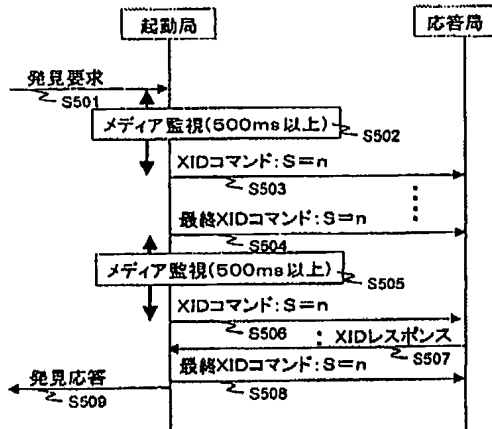 起動局
応答局
発見要求
S501
メディア監視(500ms以上)
S502
XIDコマンド:S=n
S503
最終XIDコマンド:S=n
S504
メディア監視(500ms以上)
S505
XIDコマンド:S=n
S506
XIDレスポンス
S507
最終XIDコマンド:S=n
S508
発見応答
S509